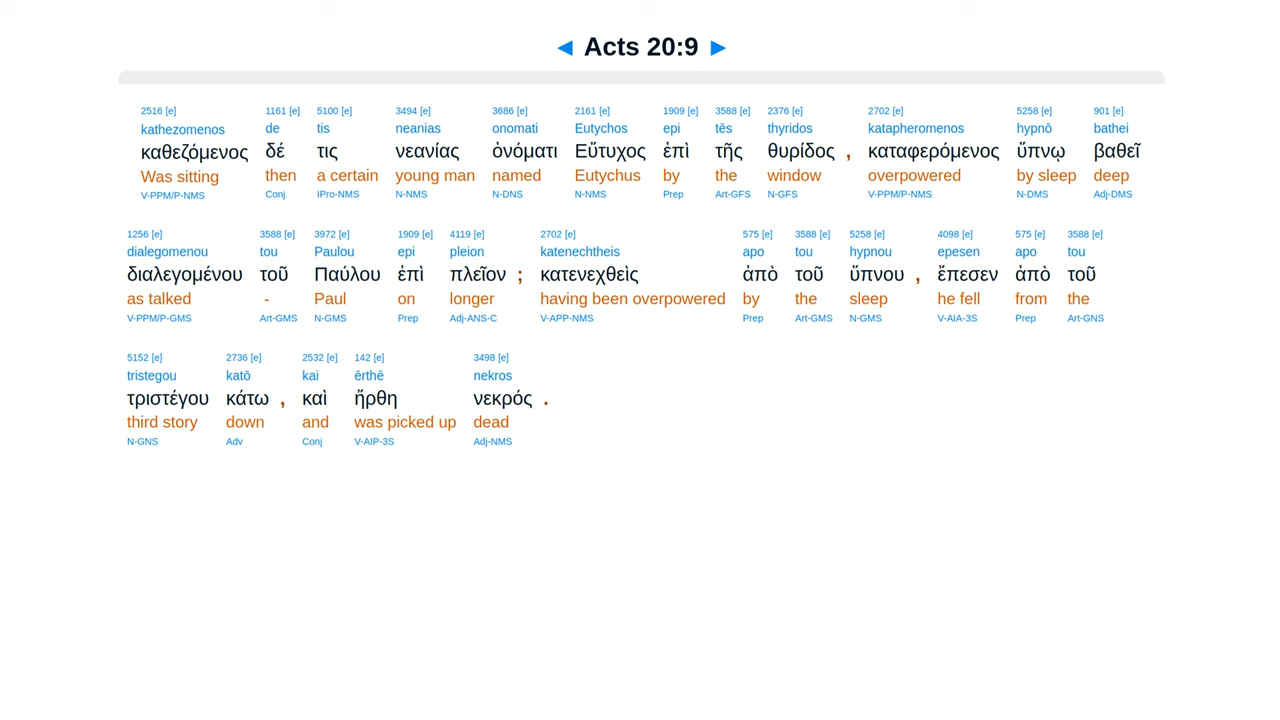 ◄ Acts 20:9 ►
2516 [e] 1161 [e] 5100 [e] 3494 [e] 3686 [e] 2161 [e] 1909 [e] 3588 [e] 2376 [e] 2702 [e] 5258 [e] 901 [e]
kathezomenos de tis neanias onomati Eutychos epi tēs thyridos katapheromenos hypnō bathei
καθεζόμενος δέ τις νεανίας ὀνόματι Εὔτυχος ἐπὶ τῆς θυρίδος , καταφερόμενος ὕπνῳ βαθεῖ
Was sitting then a certain young man named Eutychus by the window overpowered by sleep deep
V-PPM/P-NMS Conj IPro-NMS N-NMS N-DNS N-NMS Prep Art-GFS N-GFS V-PPM/P-NMS N-DMS Adj-DMS
1256 [e] 3588 [e] 3972 [e] 1909 [e] 4119 [e] 2702 [e] 575 [e] 3588 [e] 5258 [e] 4098 [e] 575 [e] 3588 [e]
dialegomenou tou Paulou epi pleion katenechtheis apo tou hypnou epesen apo tou
διαλεγομένου τοῦ Παύλου ἐπὶ πλεῖον ; κατενεχθεὶς ἀπὸ τοῦ ὕπνου , ἔπεσεν ἀπὸ τοῦ
as talked - Paul on longer having been overpowered by the sleep he fell from the
V-PPM/P-GMS Art-GMS N-GMS Prep Adj-ANS-C V-APP-NMS Prep Art-GMS N-GMS V-AIA-3S Prep Art-GNS
5152 [e] 2736 [e] 2532 [e] 142 [e] 3498 [e]
tristegou katō kai ērthē nekros
τριστέγου κάτω , καὶ ἤρθη νεκρός .
third story down and was picked up dead
N-GNS Adv Conj V-AIP-3S Adj-NMS